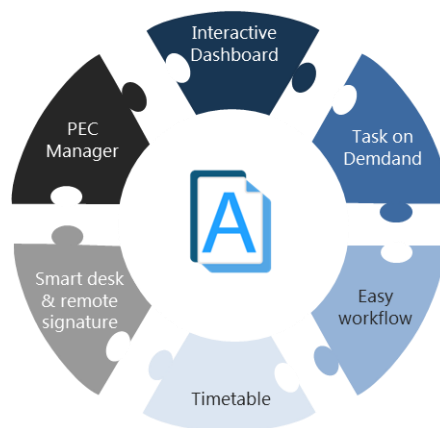 Interactive
Dashboard
Task on
Demdand
Easy
workflow
Timetable
Smart desk
& remote
signature
PEC
Manager
A